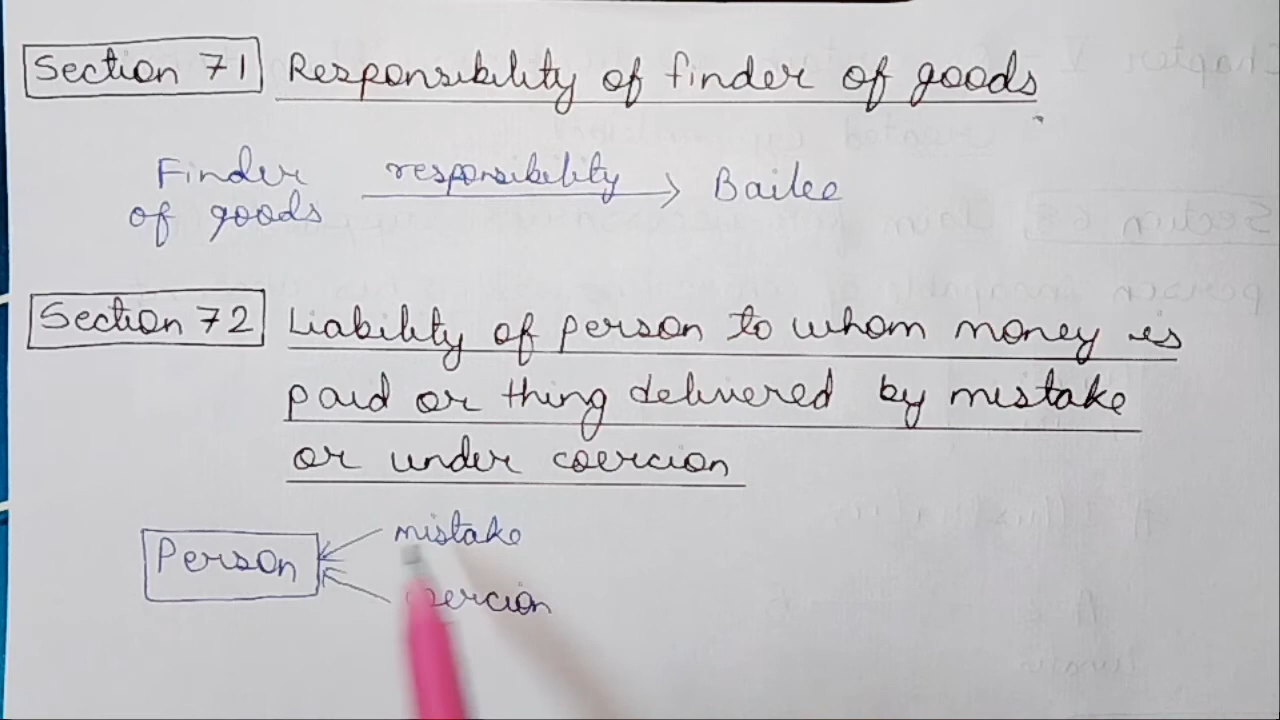 Section 71 Responsibility of finder of goods
Finder responsibility Bailee
of goods
Section 72 Liability of person to whom money is
paid or thing delivered by mistake
or under coercion
Person mistake
coercion